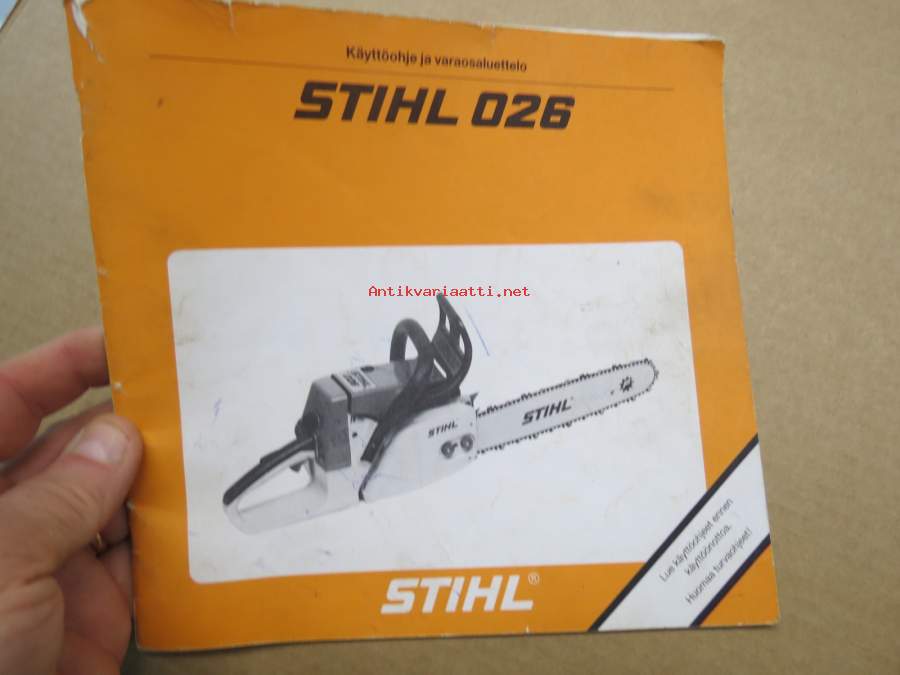 Käyttöohje ja varaosaluettelo
STIHL 026
Antikvariaatti.net
STIHL
STIHL
Lue käyttöohjeet ennen
käyttöönottoa.
Huomaa turvaohjeet!
STIHL®